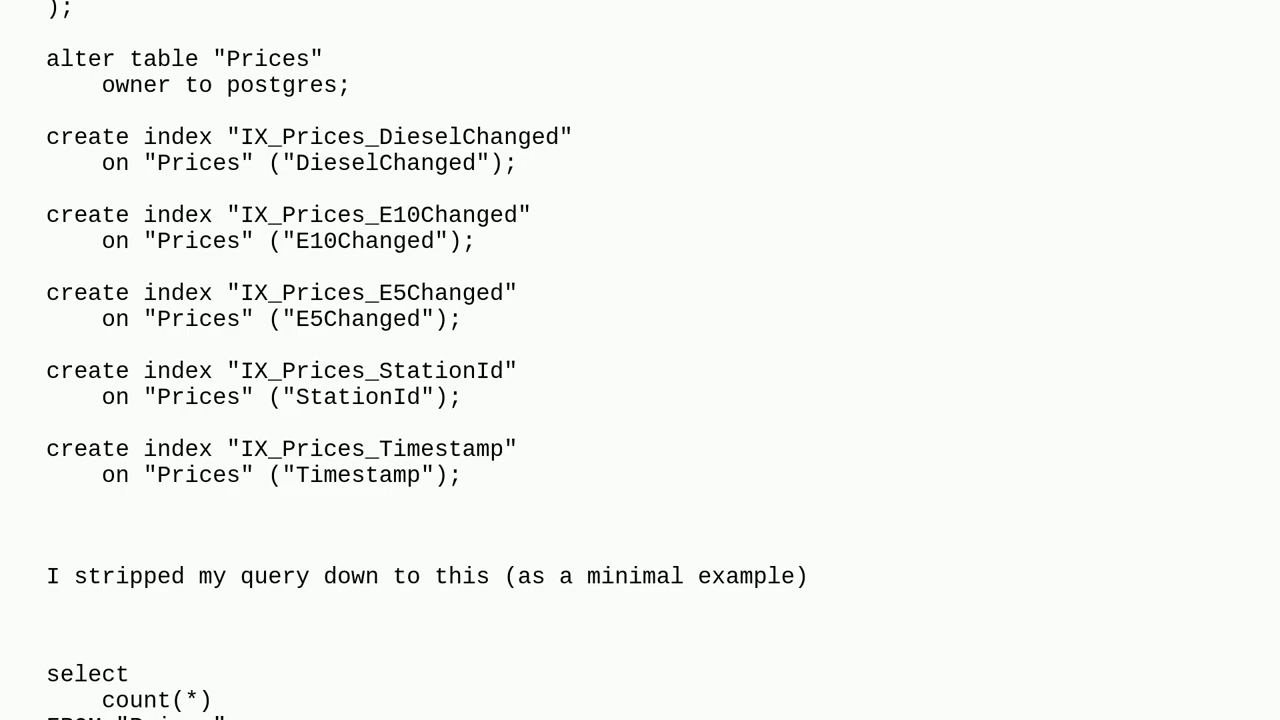 );
alter table "Prices"
    owner to postgres;
create index "IX_Prices_DieselChanged"
    on "Prices" ("DieselChanged");
create index "IX_Prices_E10Changed"
    on "Prices" ("E10Changed");
create index "IX_Prices_E5Changed"
    on "Prices" ("E5Changed");
create index "IX_Prices_StationId"
    on "Prices" ("StationId");
create index "IX_Prices_Timestamp"
    on "Prices" ("Timestamp");
I stripped my query down to this (as a minimal example)
select
    count(*)
FROM "Prices"